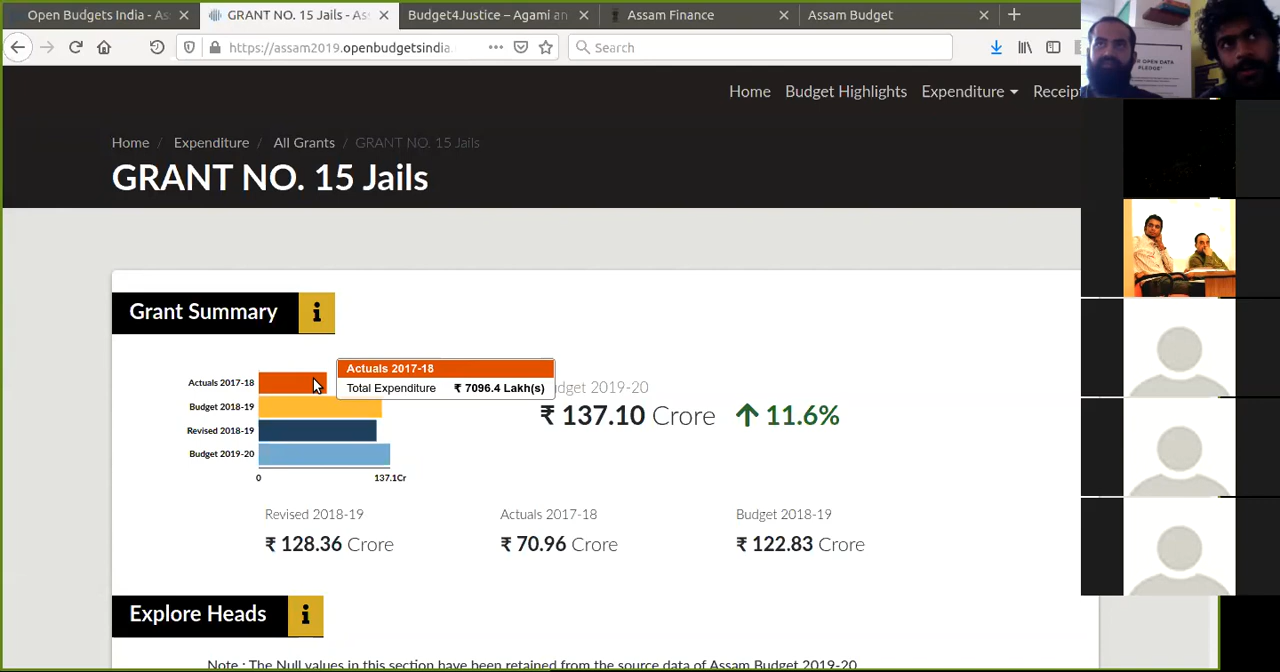 Open Budgets India - As
GRANT NO. 15 Jails - As
Budget4Justice – Agami an
Assam Finance
Assam Budget
https://assam2019.openbudgetsindia.
Search
Home
Budget Highlights
Expenditure
Receip
OPEN DATA
PLEDGE"
Home / Expenditure / All Grants / GRANT NO. 15 Jails
GRANT NO. 15 Jails
Grant Summary
Actuals 2017-18
Budget 2018-19
Revised 2018-19
Budget 2019-20
0
137.1Cr
Actuals 2017-18
Total Expenditure ₹ 7096.4 Lakh(s)
dget 2019-20
₹ 137.10 Crore 11.6%
Revised 2018-19
₹ 128.36 Crore
Actuals 2017-18
₹ 70.96 Crore
Budget 2018-19
₹ 122.83 Crore
Explore Heads
Note : The Null values in this section have been retained from the source data of Assam Budget 2019-20